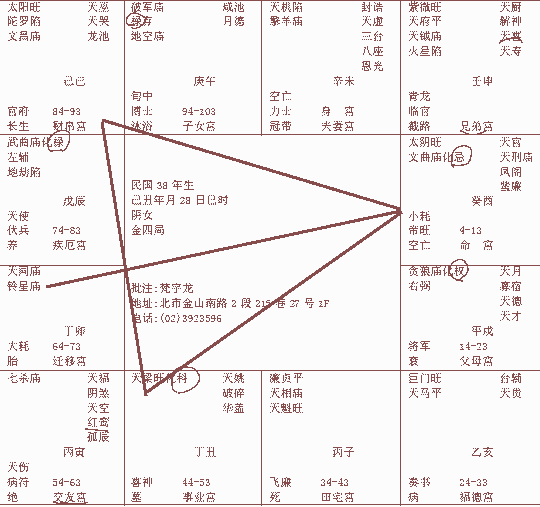 太阳旺 天巫
陀罗陷 天哭
文昌庙 龙池
己巳
官府 84-93
长生 财帛宫
破军庙 咸池
禄存 月德
地空庙
庚午
旬中
博士 94-103
沐浴 子女宫
天桃陷 封诰
擎羊庙 天虚
三台
八座
恩光
辛未
空亡
力士 身 宫
冠带 夫妻宫
紫微旺 天厨
天府平 解神
天钺庙 天喜
火星陷 天寿
壬申
青龙
临官
截路 兄弟宫
武曲庙化禄
左辅
地劫陷
戊辰
天使
伏兵 74-83
养 疾厄宫
民国 38 年生
己丑年月 28 日巳时
阴女
金四局
批注:梵宇龙
地址:北市金山南路 2 段 215 巷 27 号 1F
电话:(02)3923596
太阴旺 天官
文曲庙化忌 天刑庙
凤阁
蜚廉
癸酉
小耗
帝旺 4-13
空亡 命 宫
天同庙
铃星庙
丁卯
大耗 64-73
胎 迁移宫
贪狼庙化权 天月
右弼 寡宿
天德
天才
甲戌
将军 14-23
衰 父母宫
七杀庙 天福
阴煞
天空
红鸾
孤辰
丙寅
天伤
病符 54-63
绝 交友宫
天梁旺化科 天姚
破碎
华盖
丁丑
喜神 44-53
墓 事业宫
廉贞平
天相庙
天魁旺
丙子
飞廉 34-43
死 田宅宫
巨门旺 台辅
天马平 天贵
乙亥
奏书 24-33
病 福德宫